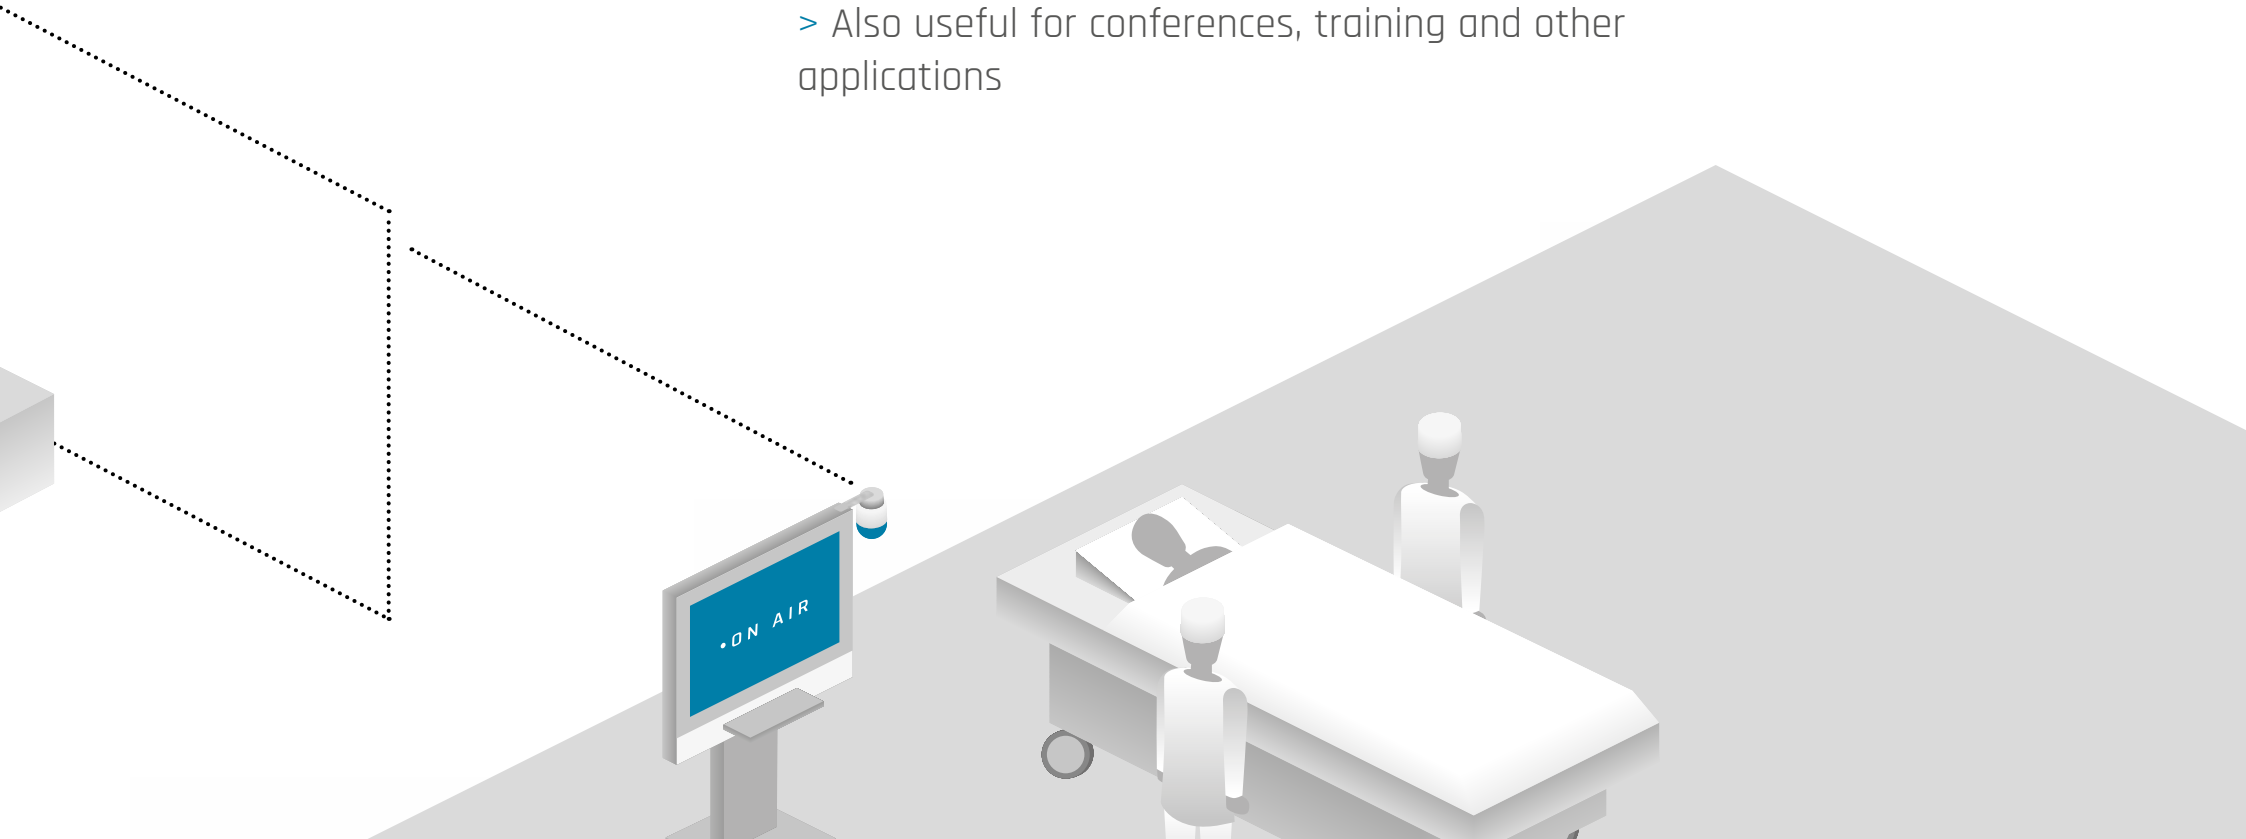 > Also useful for conferences, training and other
applications
•ON AIR